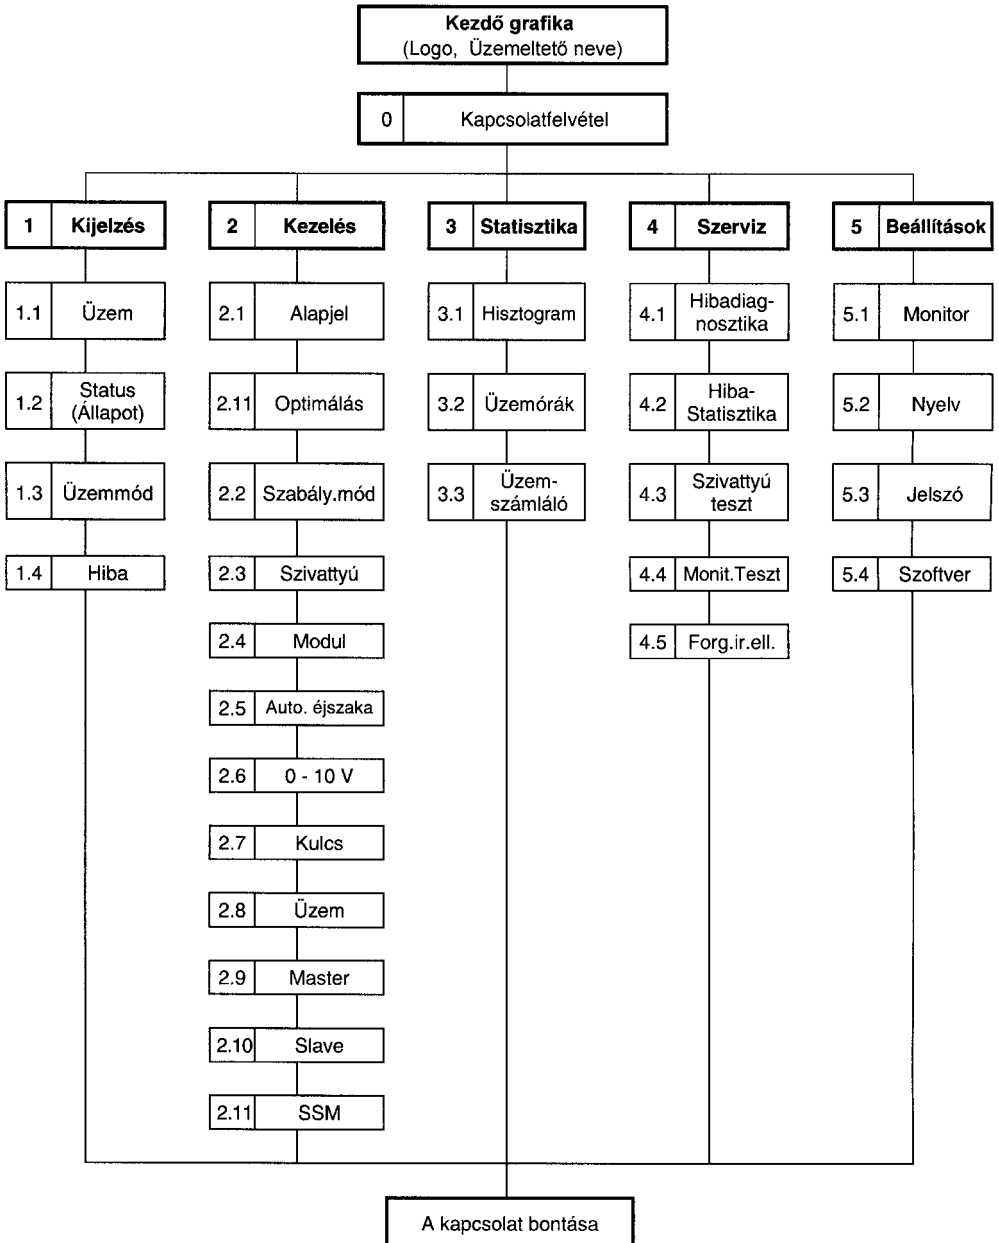 Kezdő grafika
(Logo, Üzemeltető neve)
0 Kapcsolatfelvétel
1 Kijelzés
1.1 Üzem
1.2 Status
(Állapot)
1.3 Üzemmód
1.4 Hiba
2 Kezelés
2.1 Alapjel
2.11 Optimálás
2.2 Szabály.mód
2.3 Szivattyú
2.4 Modul
2.5 Auto. éjszaka
2.6 0 - 10 V
2.7 Kulcs
2.8 Üzem
2.9 Master
2.10 Slave
2.11 SSM
3 Statisztika
3.1 Hisztogram
3.2 Üzemórák
3.3 Üzem-
számláló
4 Szerviz
4.1 Hibadiag-
nosztika
4.2 Hiba-
Statisztika
4.3 Szivattyú
teszt
4.4 Monit.Teszt
4.5 Forg.ir.ell.
5 Beállítások
5.1 Monitor
5.2 Nyelv
5.3 Jelszó
5.4 Szoftver
A kapcsolat bontása